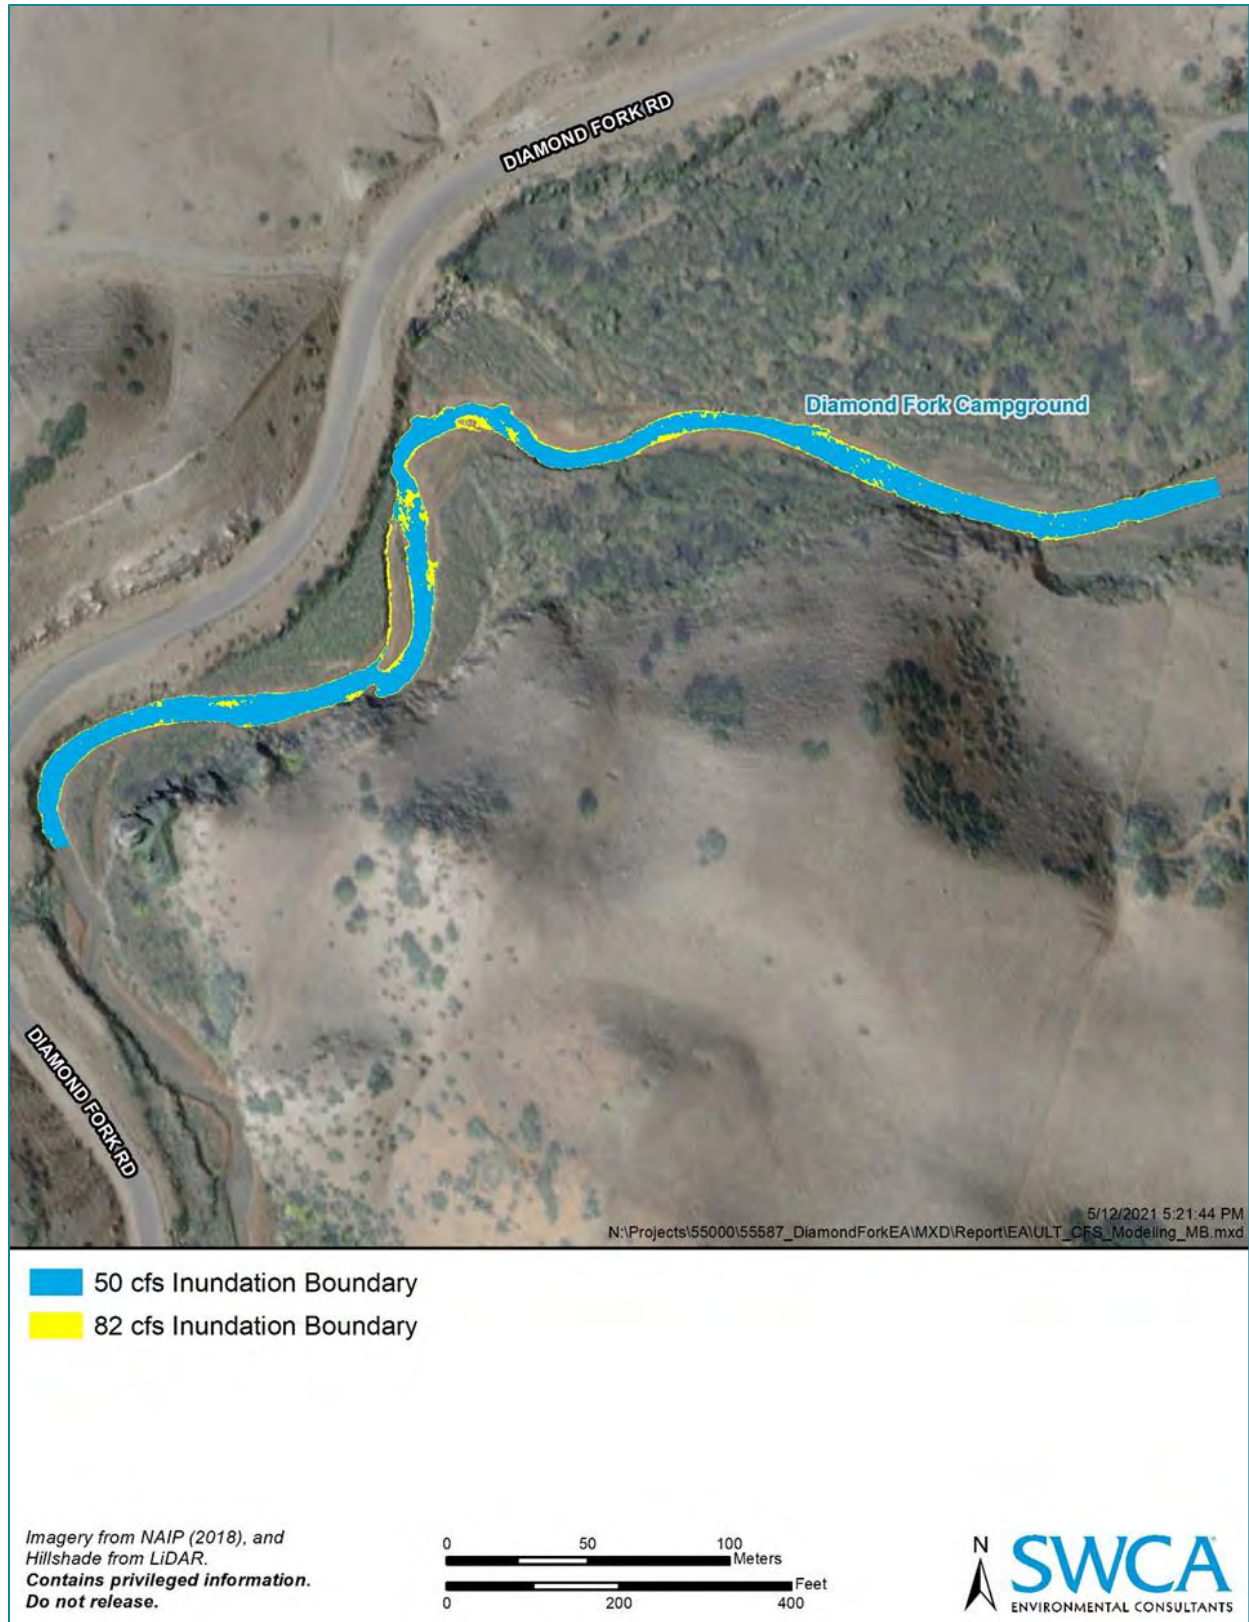 DIAMOND FORK RD
Diamond Fork Campground
DIAMOND FORK RD
5/12/2021 5:21:44 PM
N:\Projects\55000\55587_DiamondForkEA\MXD\Report\EA\ULT_CFS_Modeling_MB.mxd
50 cfs Inundation Boundary
82 cfs Inundation Boundary
Imagery from NAIP (2018), and
Hillshade from LiDAR.
Contains privileged information.
Do not release.
0 50 100
Meters
Feet
0 200 400
N
SWCA
ENVIRONMENTAL CONSULTANTS